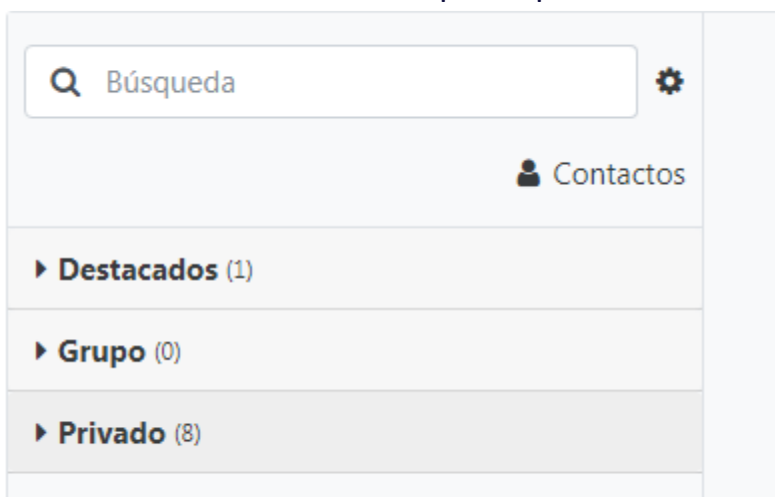 Búsqueda
Contactos
Destacados (1)
Grupo (0)
Privado (8)